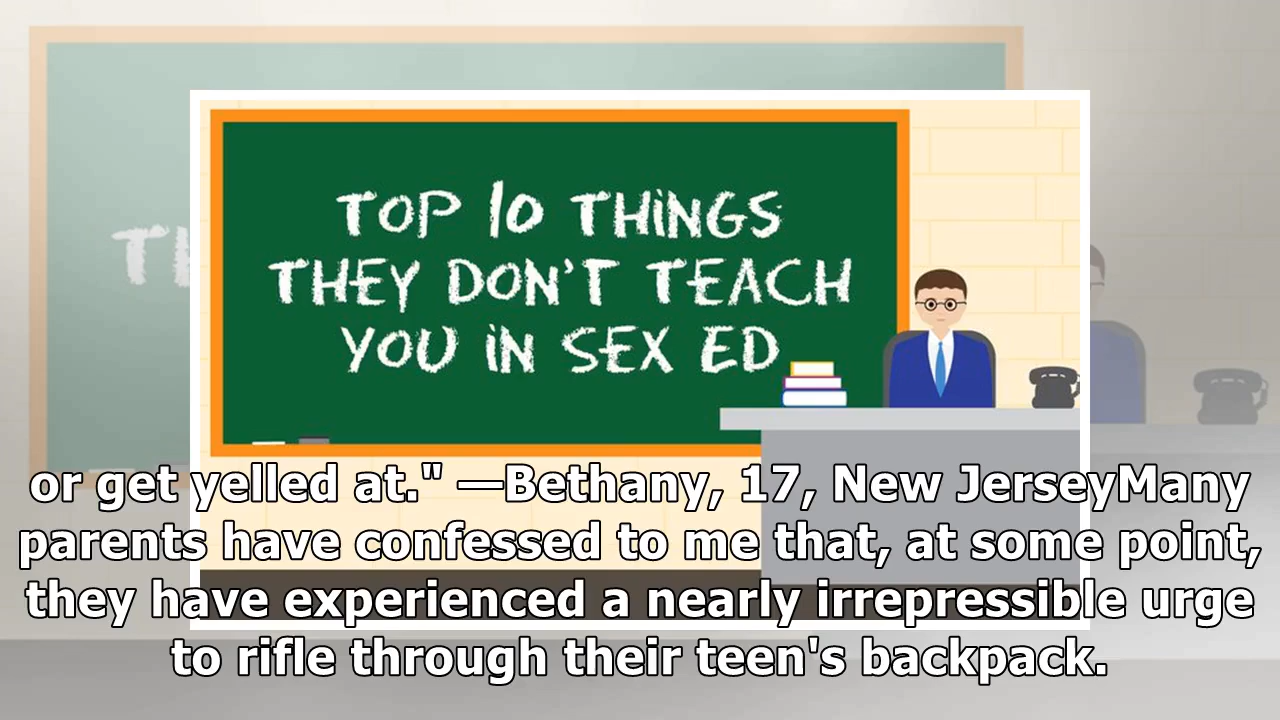 TH
TOP 10 THiNGS
THEY DON'T TEACH
YOU iN SEX ED
or get yelled at." —Bethany, 17, New JerseyMany
parents have confessed to me that, at some point,
they have experienced a nearly irrepressible urge
to rifle through their teen's backpack.